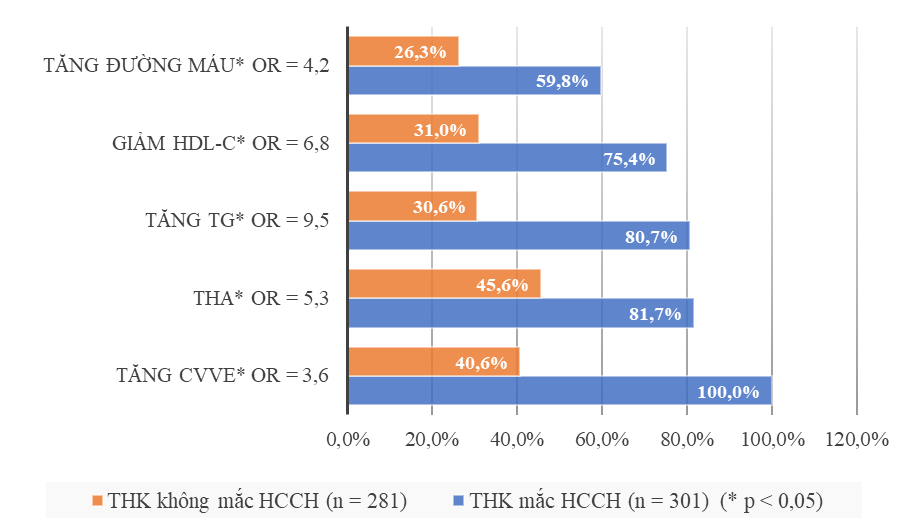 TĂNG ĐƯỜNG MÁU* OR = 4,2
26,3%
59,8%
GIẢM HDL-C* OR = 6,8
31,0%
75,4%
TĂNG TG* OR = 9,5
30,6%
80,7%
THA* OR = 5,3
45,6%
81,7%
TĂNG CVVE* OR = 3,6
40,6%
100,0%
0,0% 20,0% 40,0% 60,0% 80,0% 100,0% 120,0%
THK không mắc HCCH (n = 281) THK mắc HCCH (n = 301) (* p < 0,05)